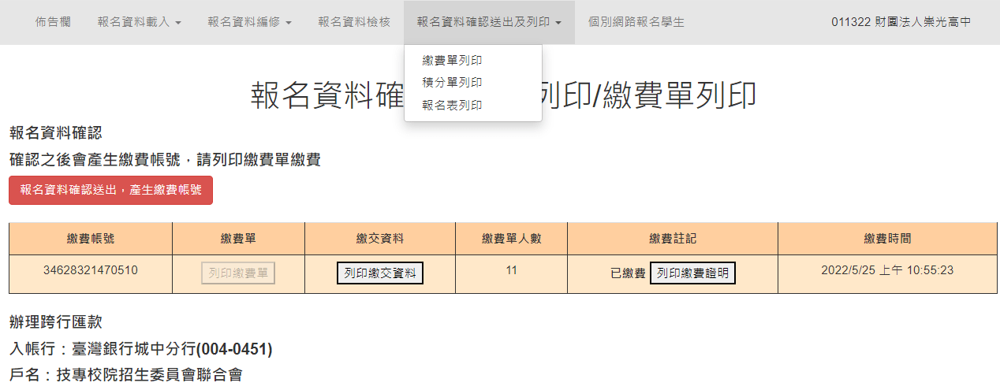 佈告欄 報名資料載入 報名資料編修 報名資料檢核 報名資料確認送出及列印 個別網路報名學生 011322 財團法人崇光高中
繳費單列印
積分單列印
報名表列印
報名資料確 列印/繳費單列印
報名資料確認
確認之後會產生繳費帳號，請列印繳費單繳費
報名資料確認送出，產生繳費帳號
繳費帳號 繳費單 繳交資料 繳費單人數 繳費註記 繳費時間
34628321470510 列印繳費單 列印繳交資料 11 已繳費 列印繳費證明 2022/5/25 上午 10:55:23
辦理跨行匯款
入帳行：臺灣銀行城中分行(004-0451)
戶名：技專校院招生委員會聯合會